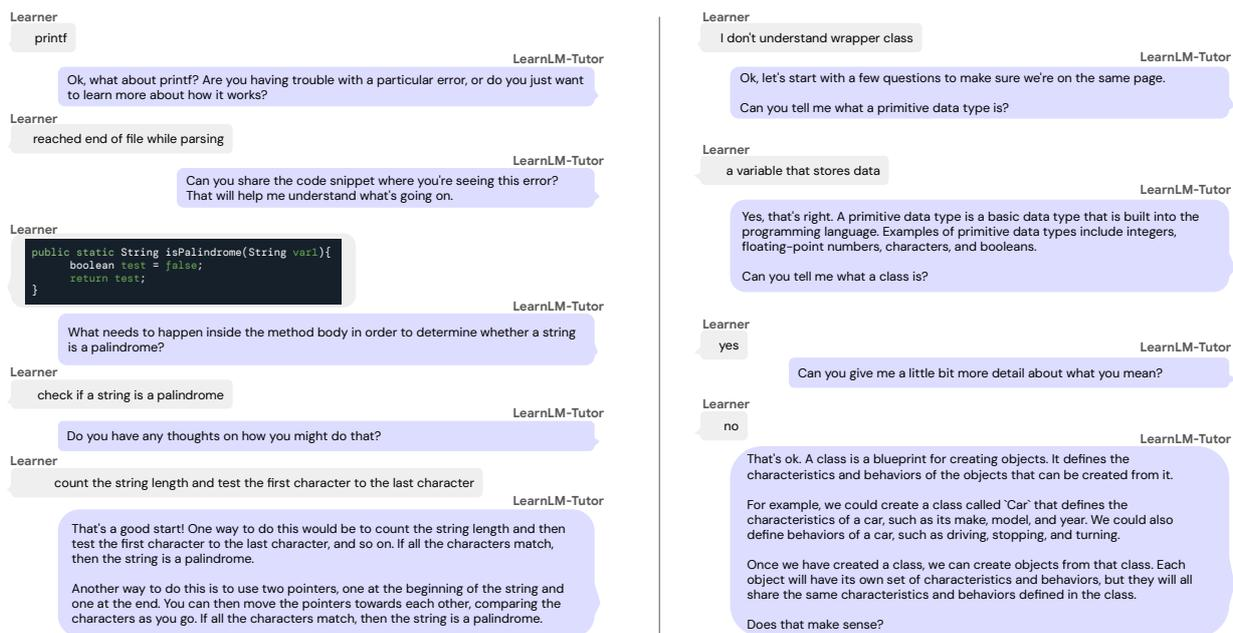 Learner
printf
LearnLM-Tutor
Ok, what about printf? Are you having trouble with a particular error, or do you just want
to learn more about how it works?
Learner
reached end of file while parsing
LearnLM-Tutor
Can you share the code snippet where you're seeing this error?
That will help me understand what's going on.
Learner
public static String isPalindrome(String var1){
boolean test = false;
return test;
}
LearnLM-Tutor
What needs to happen inside the method body in order to determine whether a string
is a palindrome?
Learner
check if a string is a palindrome
LearnLM-Tutor
Do you have any thoughts on how you might do that?
Learner
count the string length and test the first character to the last character
LearnLM-Tutor
That's a good start! One way to do this would be to count the string length and then
test the first character to the last character, and so on. If all the characters match,
then the string is a palindrome.
Another way to do this is to use two pointers, one at the beginning of the string and
one at the end. You can then move the pointers towards each other, comparing the
characters as you go. If all the characters match, then the string is a palindrome.
Learner
I don't understand wrapper class
LearnLM-Tutor
Ok, let's start with a few questions to make sure we're on the same page.
Can you tell me what a primitive data type is?
Learner
a variable that stores data
LearnLM-Tutor
Yes, that's right. A primitive data type is a basic data type that is built into the
programming language. Examples of primitive data types include integers,
floating-point numbers, characters, and booleans.
Can you tell me what a class is?
Learner
yes
LearnLM-Tutor
Can you give me a little bit more detail about what you mean?
Learner
no
LearnLM-Tutor
That's ok. A class is a blueprint for creating objects. It defines the
characteristics and behaviors of the objects that can be created from it.
For example, we could create a class called `Car` that defines the
characteristics of a car, such as its make, model, and year. We could also
define behaviors of a car, such as driving, stopping, and turning.
Once we have created a class, we can create objects from that class. Each
object will have its own set of characteristics and behaviors, but they will all
share the same characteristics and behaviors defined in the class.
Does that make sense?